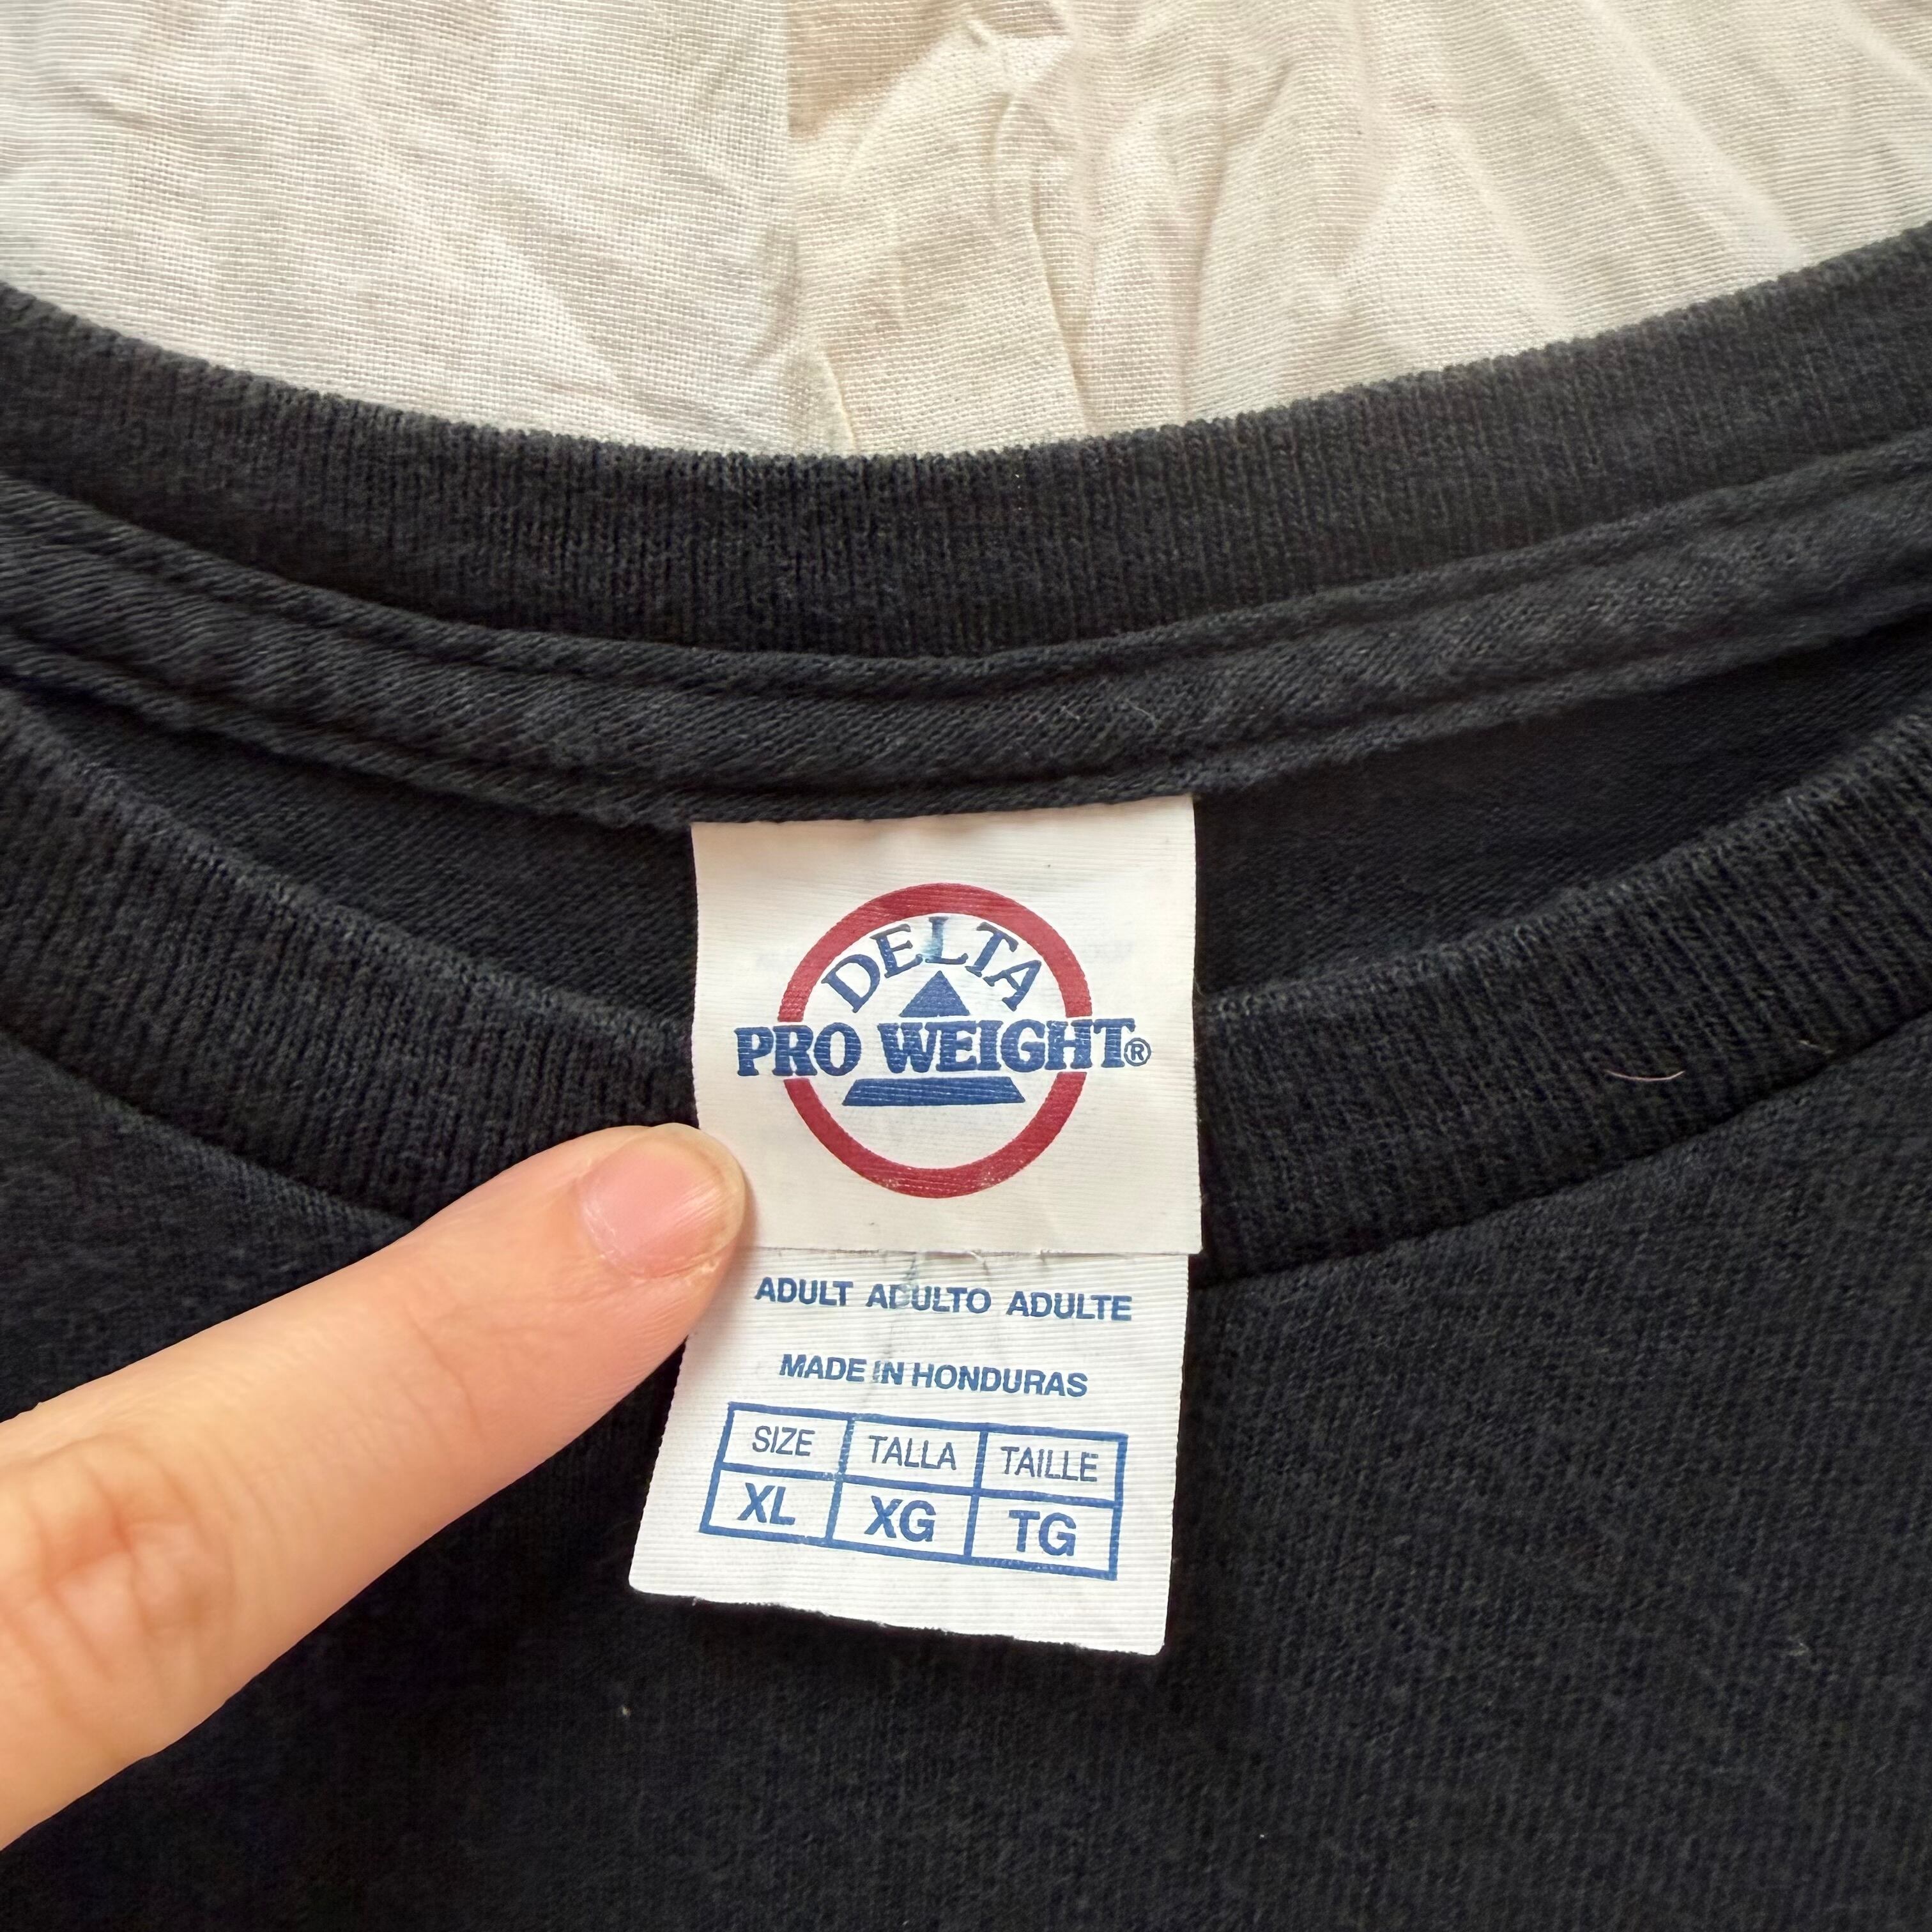 DELTA
PRO WEIGHT®
ADULT ADULTO ADULTE
MADE IN HONDURAS
SIZE TALLA TAILLE
XL XG TG